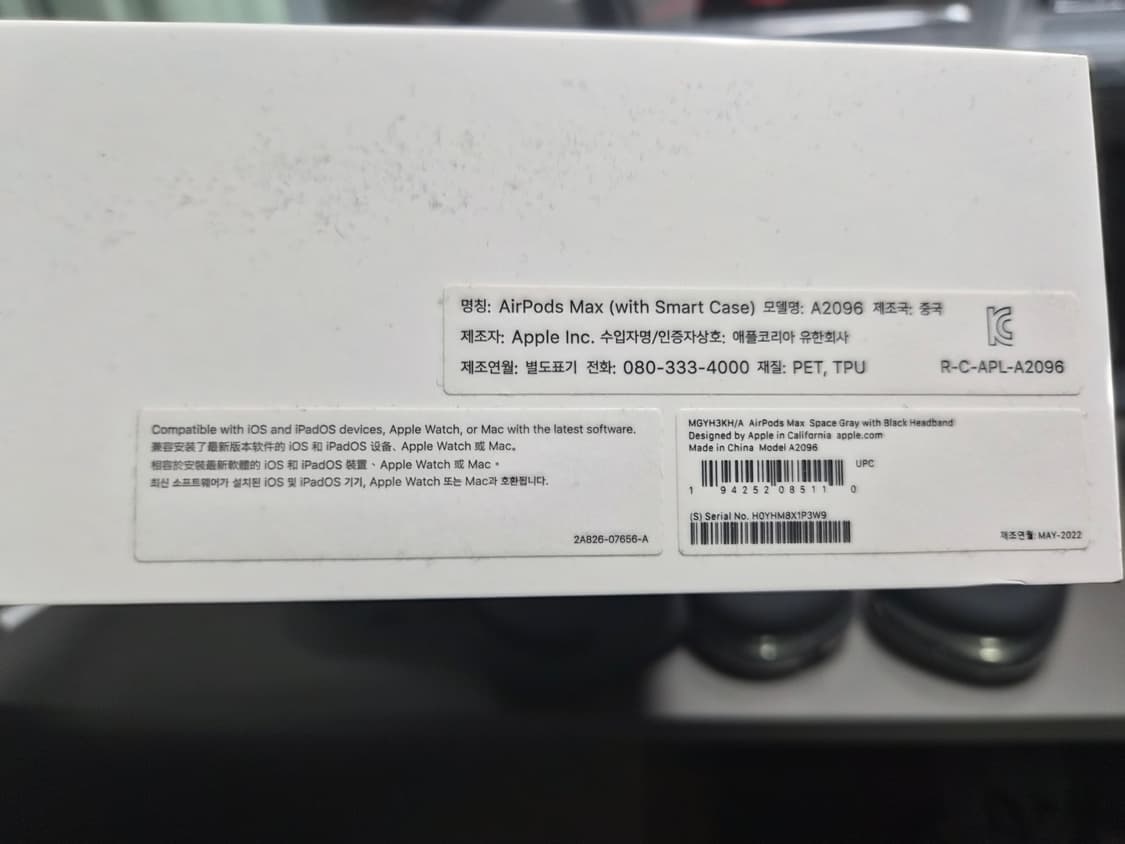 명칭: AirPods Max (with Smart Case) 모델명: A2096 제조국: 중국
제조자: Apple Inc. 수입자명/인증자상호: 애플코리아 유한회사
제조연월: 별도표기 전화: 080-333-4000 재질: PET, TPU
R-C-APL-A2096
Compatible with iOS and iPadOS devices, Apple Watch, or Mac with the latest software.
兼容安装了最新版本软件的 iOS 和 iPadOS 设备、Apple Watch 或 Mac。
相容於安裝最新軟體的 iOS 和 iPadOS 裝置、Apple Watch 或 Mac。
최신 소프트웨어가 설치된 iOS 및 iPadOS 기기, Apple Watch 또는 Mac과 호환됩니다.
2A826-07656-A
MGYH3KH/A AirPods Max Space Gray with Black Headband
Designed by Apple in California apple.com
Made in China Model A2096
UPC
1 94252 08511 0
(S) Serial No. H0YHM8X1P3W9
제조연월: MAY-2022